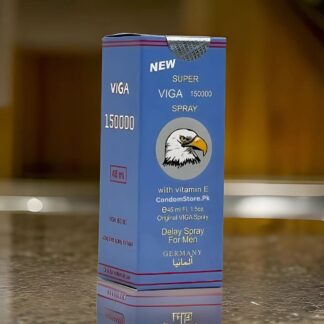 VIGA
150000
45 ml
NEW
SUPER
VIGA 150000
SPRAY
with vitamin E
CondomStore.Pk
℮45 ml Fl. 1.5oz
Original VIGA Spray
Delay Spray
For Men
GERMANY
ألمانيا